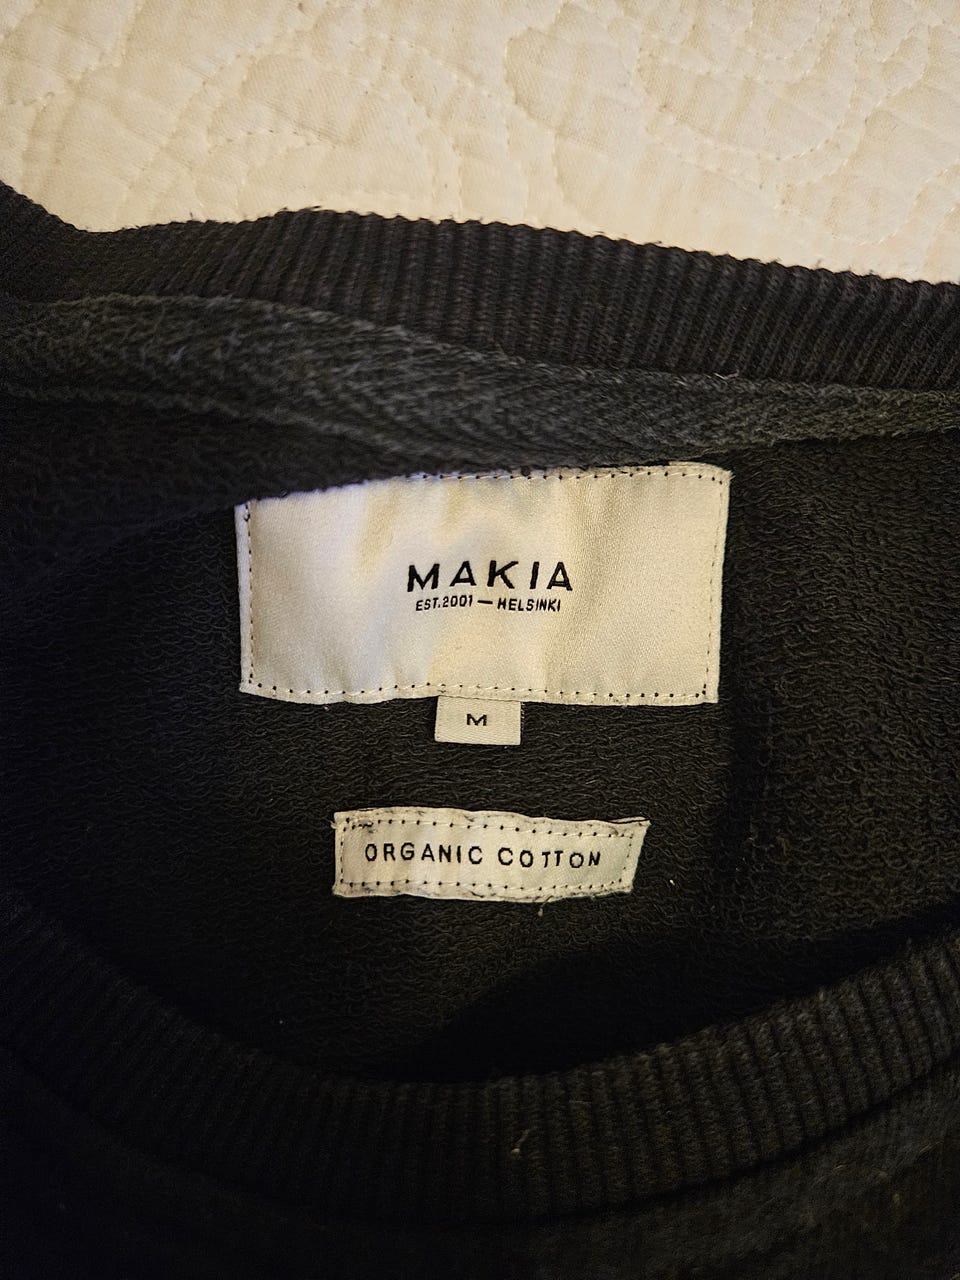 MAKIA
EST.2001 — HELSINKI
M
ORGANIC COTTON